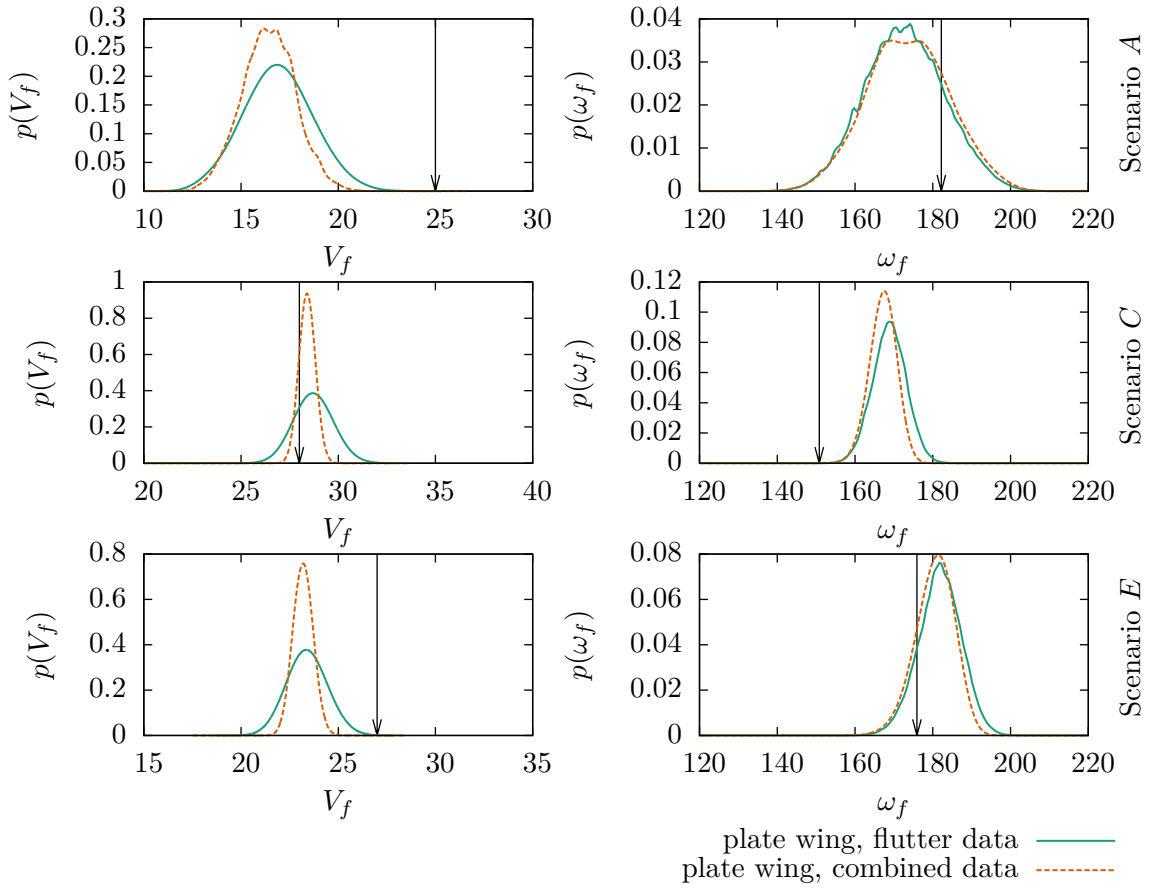 0.3
0.25
0.2
0.15
0.1
0.05
0
p(V_f)
10 15 20 25 30
V_f
0.04
0.03
0.02
0.01
0
p(ω_f)
120 140 160 180 200 220
ω_f
Scenario A
1
0.8
0.6
0.4
0.2
0
p(V_f)
20 25 30 35 40
V_f
0.12
0.1
0.08
0.06
0.04
0.02
0
p(ω_f)
120 140 160 180 200 220
ω_f
Scenario C
0.8
0.6
0.4
0.2
0
p(V_f)
15 20 25 30 35
V_f
0.08
0.06
0.04
0.02
0
p(ω_f)
120 140 160 180 200 220
ω_f
Scenario E
plate wing, flutter data
plate wing, combined data